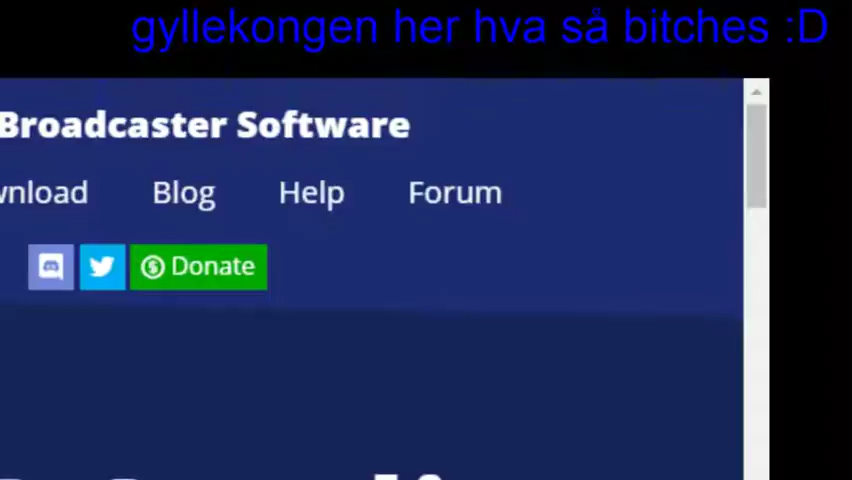 gyllekongen her hva så bitches :D
Broadcaster Software
wnload Blog Help Forum
Donate